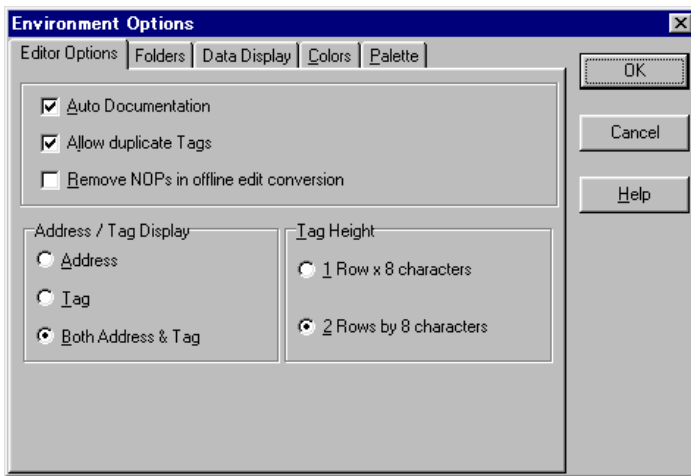 Environment Options
Editor Options Folders Data Display Colors Palette
OK
Auto Documentation
Allow duplicate Tags
Cancel
Remove NOPs in offline edit conversion
Help
Address / Tag Display
Tag Height
Address
1 Row x 8 characters
Tag
2 Rows by 8 characters
Both Address & Tag